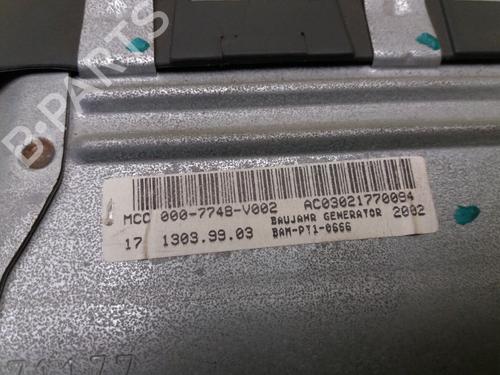 B-PARTS
MCC 000-7748-V002 AC03021770094
17 1303.99.03 BAUJAHR GENERATOR 2002
BAM-PT1-0666